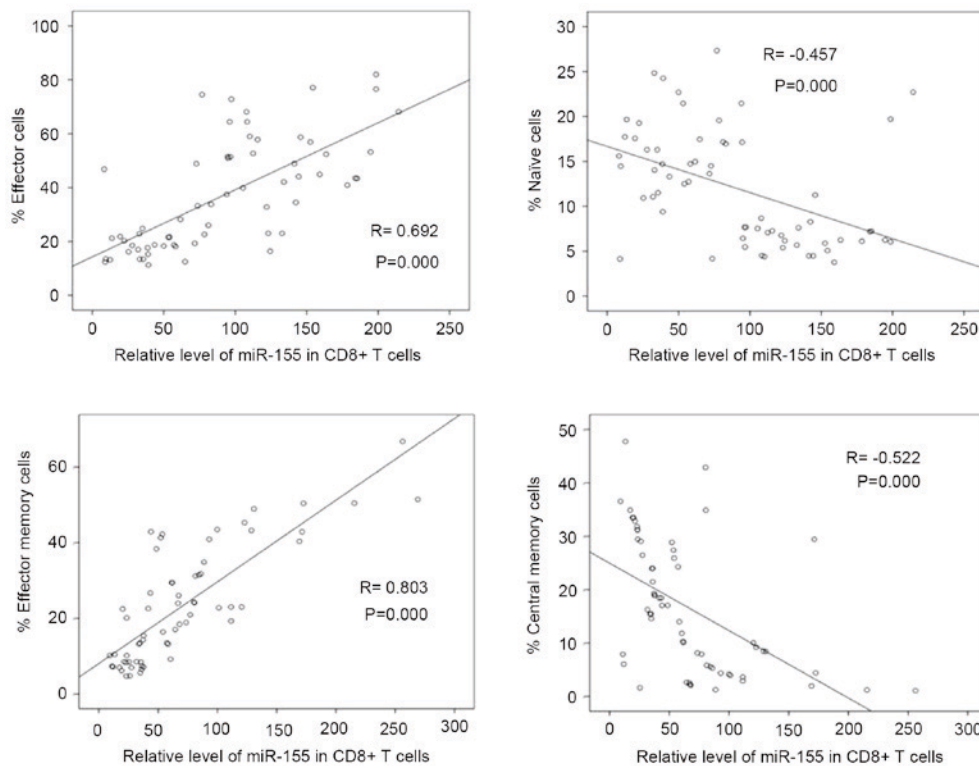 % Effector cells
100
80
60
40
20
0
R= 0.692
P=0.000
0 50 100 150 200 250
Relative level of miR-155 in CD8+ T cells
% Naïve cells
30
25
20
15
10
5
0
R= -0.457
P=0.000
0 50 100 150 200 250
Relative level of miR-155 in CD8+ T cells
% Effector memory cells
60
40
20
0
R= 0.803
P=0.000
0 50 100 150 200 250 300
Relative level of miR-155 in CD8+ T cells
% Central memory cells
50
40
30
20
10
0
R= -0.522
P=0.000
0 50 100 150 200 250 300
Relative level of miR-155 in CD8+ T cells